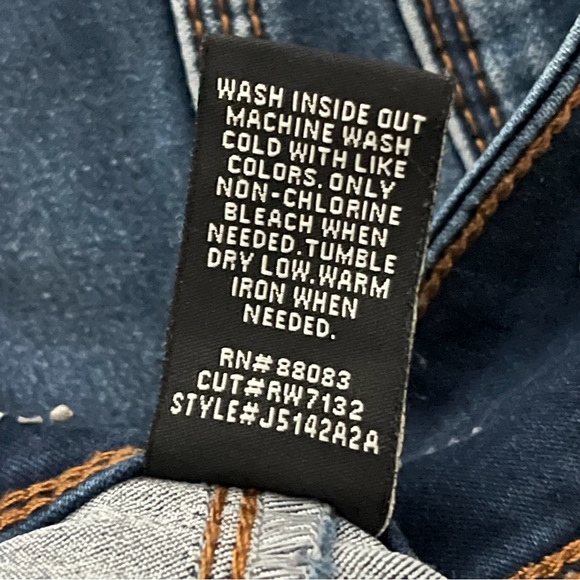 WASH INSIDE OUT
MACHINE WASH
COLD WITH LIKE
COLORS. ONLY
NON-CHLORINE
BLEACH WHEN
NEEDED.TUMBLE
DRY LOW.WARM
IRON WHEN
NEEDED.
RN#88083
CUT#RW7132
STYLE#J5142A2A